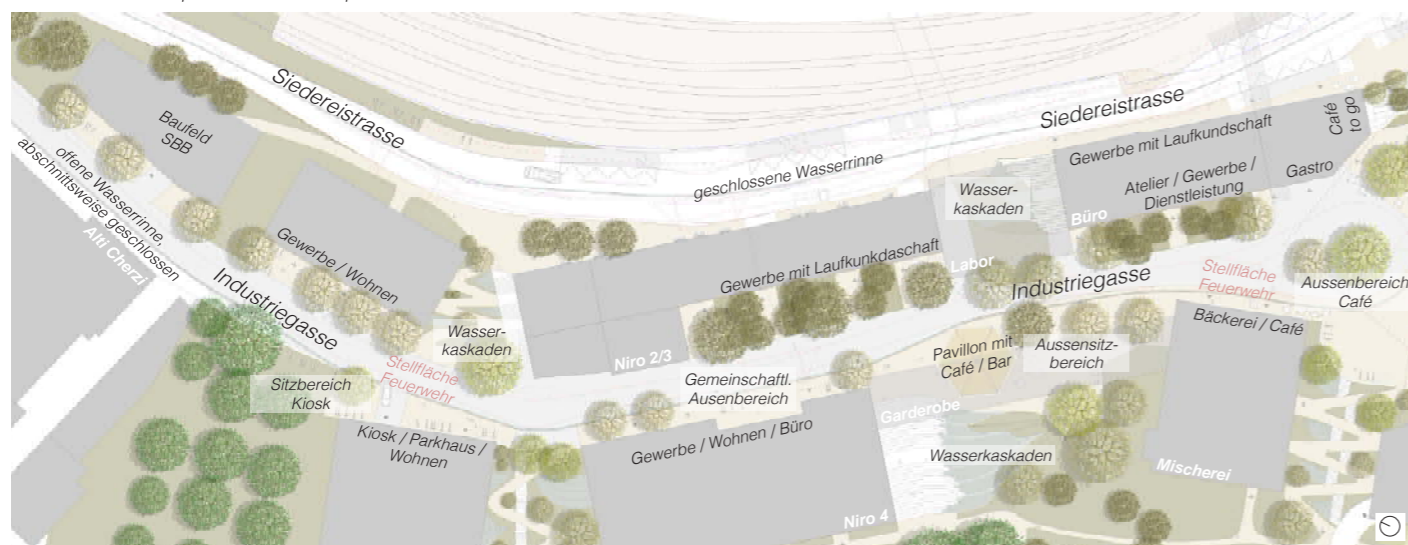 Siedereistrasse
Baufeld
SBB
offene Wasserrinne,
abschnittsweise geschlossen
Alti Cherzi
Gewerbe / Wohnen
Industriegasse
Wasser-
kaskaden
Stellfläche
Feuerwehr
Sitzbereich
Kiosk
Kiosk / Parkhaus /
Wohnen
geschlossene Wasserrinne
Gewerbe mit Laufkunkdaschaft
Niro 2/3
Labor
Gemeinschaftl.
Ausenbereich
Gewerbe / Wohnen / Büro
Niro 4
Garderobe
Wasserkaskaden
Pavillon mit
Café / Bar
Wasser-
kaskaden
Siedereistrasse
Gewerbe mit Laufkundschaft
Atelier / Gewerbe /
Dienstleistung
Büro
Café
to go
Gastro
Industriegasse
Aussensitz-
bereich
Stellfläche
Feuerwehr
Aussenbereich
Café
Bäckerei / Café
Mischerei